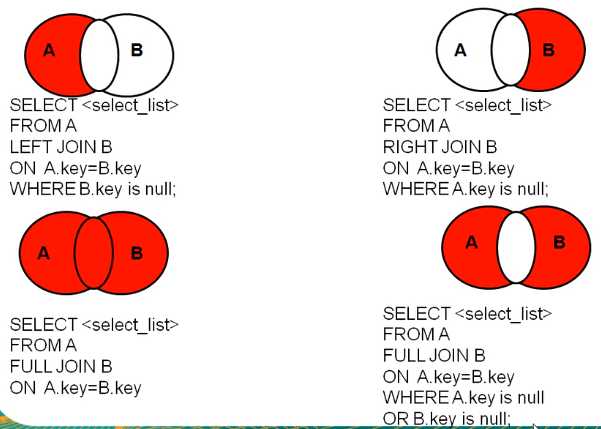 A B
SELECT <select_list>
FROM A
LEFT JOIN B
ON A.key=B.key
WHERE B.key is null;
A B
SELECT <select_list>
FROM A
RIGHT JOIN B
ON A.key=B.key
WHERE A.key is null;
A B
SELECT <select_list>
FROM A
FULL JOIN B
ON A.key=B.key
A B
SELECT <select_list>
FROM A
FULL JOIN B
ON A.key=B.key
WHERE A.key is null
OR B.key is null;